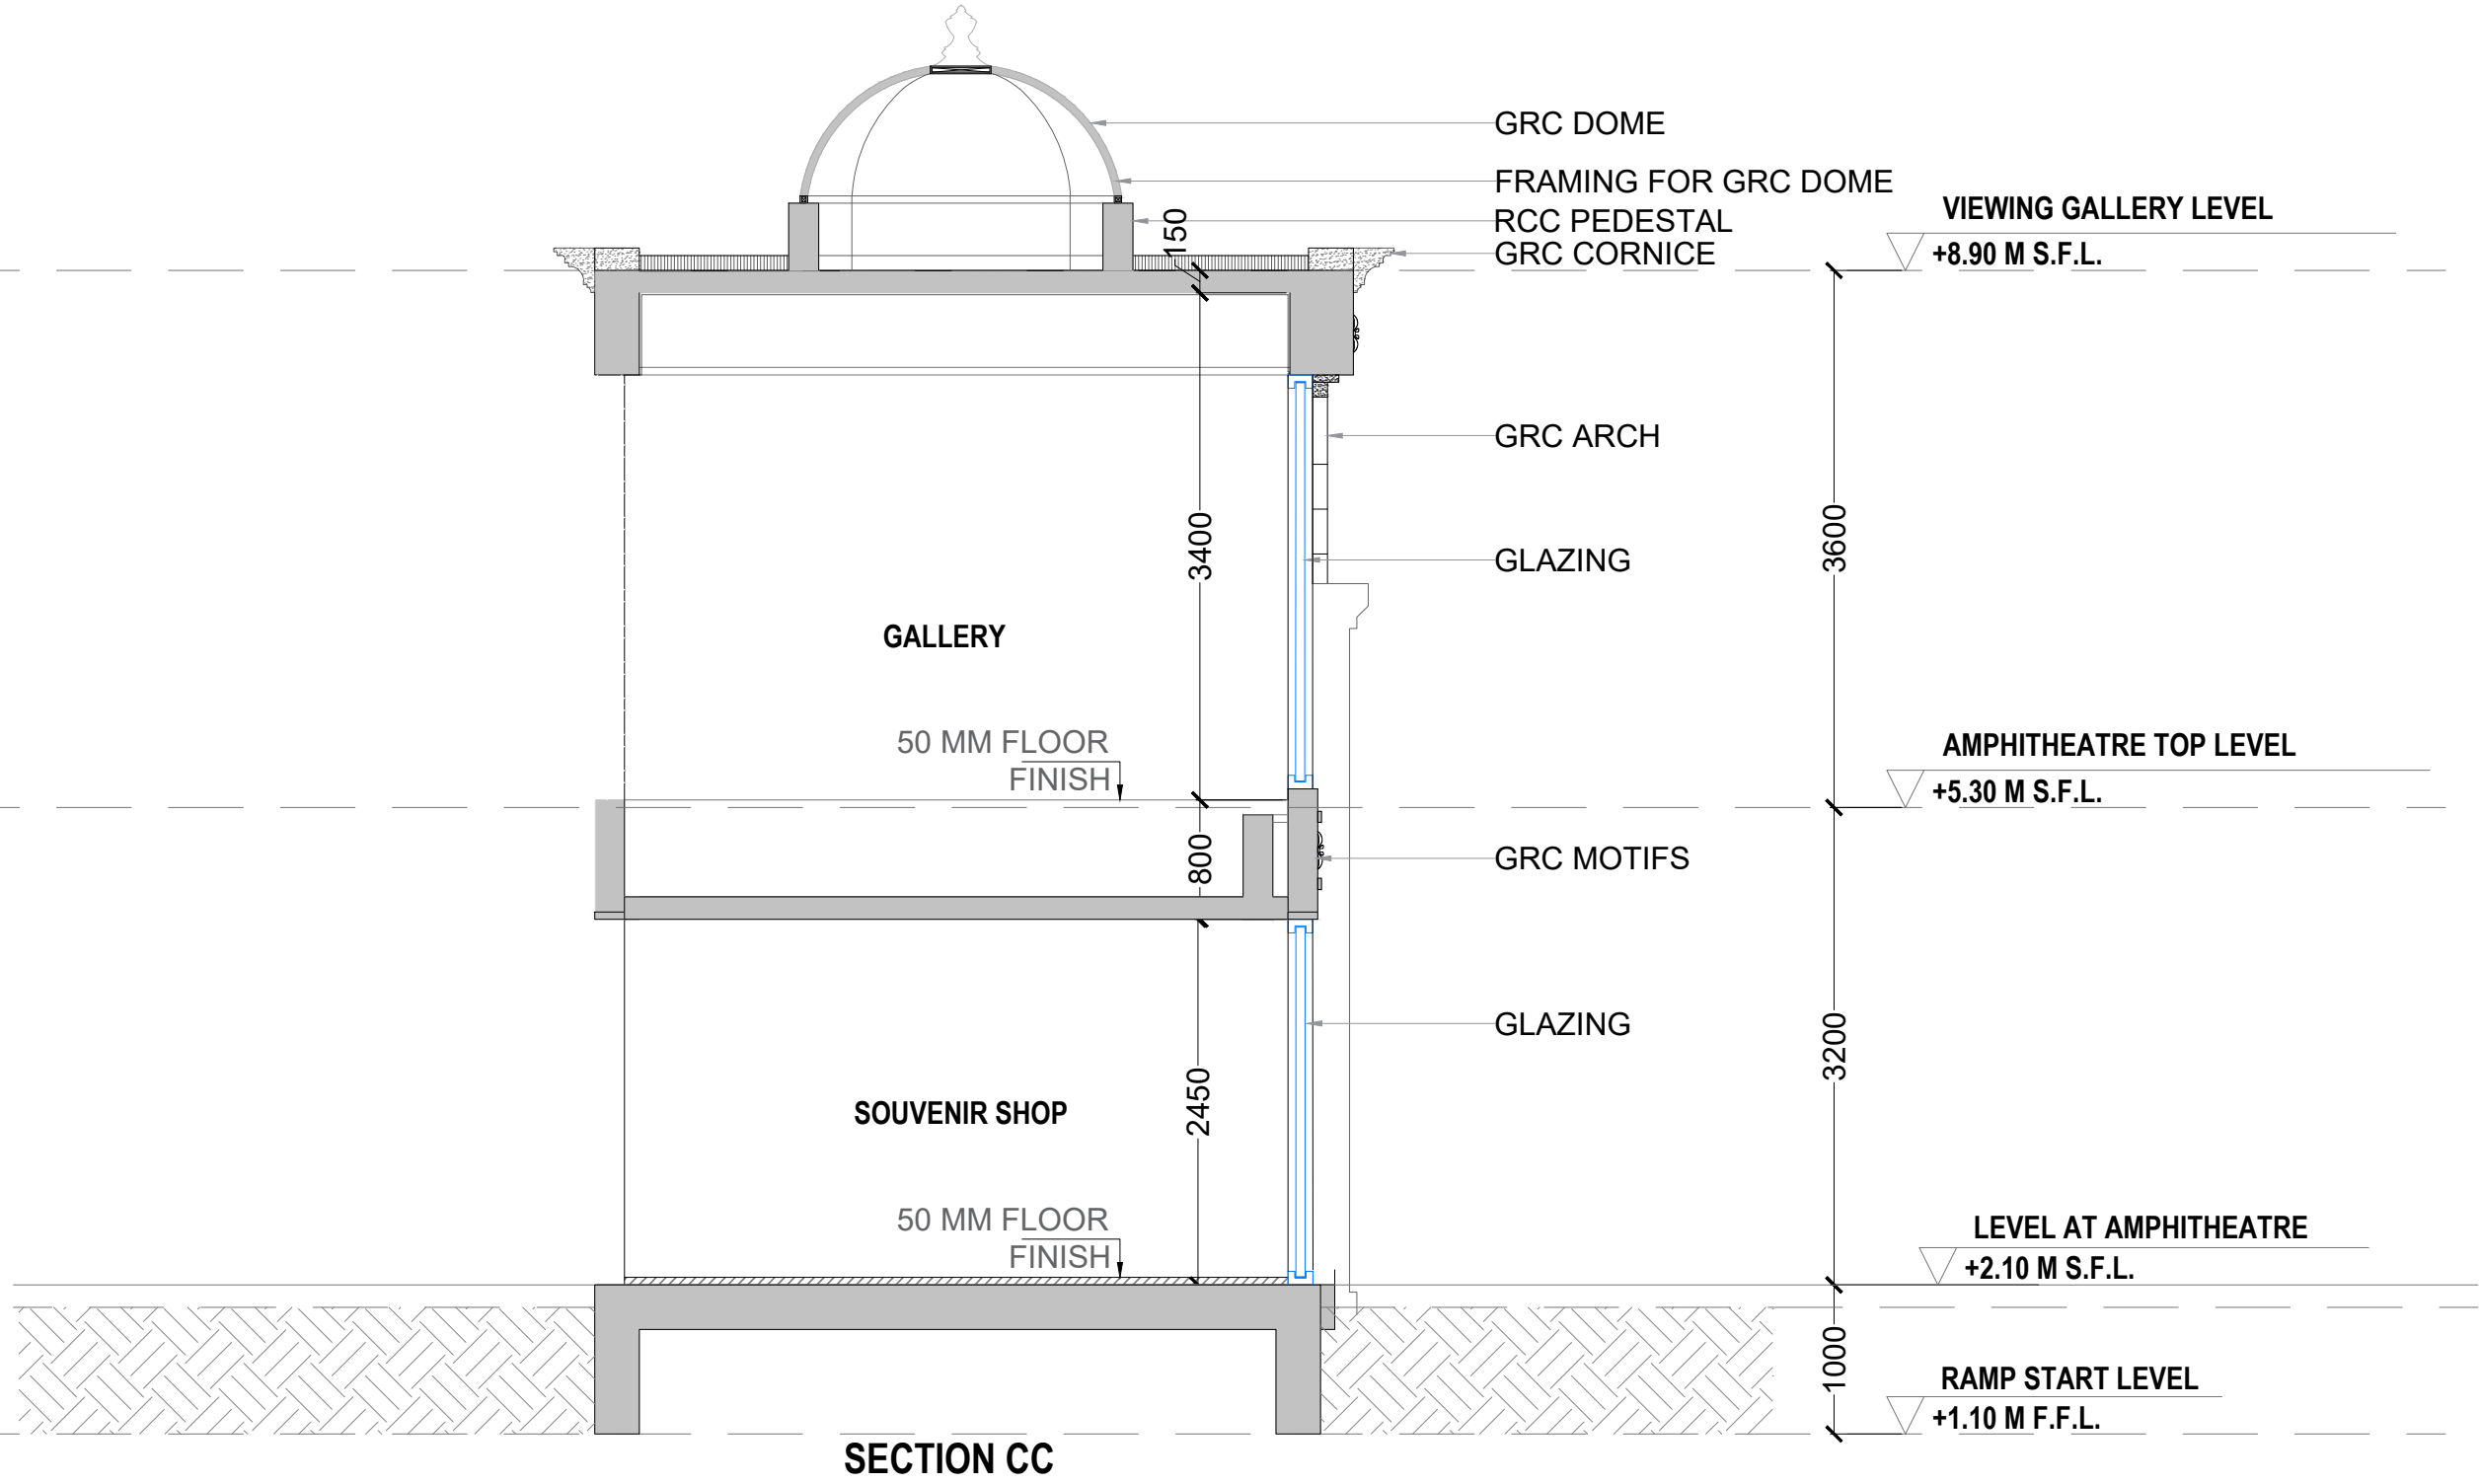 GRC DOME
FRAMING FOR GRC DOME
RCC PEDESTAL
GRC CORNICE
150
VIEWING GALLERY LEVEL
+8.90 M S.F.L.
GRC ARCH
3400
3600
GLAZING
GALLERY
50 MM FLOOR
FINISH
AMPHITHEATRE TOP LEVEL
+5.30 M S.F.L.
800
GRC MOTIFS
GLAZING
3200
2450
SOUVENIR SHOP
50 MM FLOOR
FINISH
LEVEL AT AMPHITHEATRE
+2.10 M S.F.L.
1000
RAMP START LEVEL
+1.10 M F.F.L.
SECTION CC